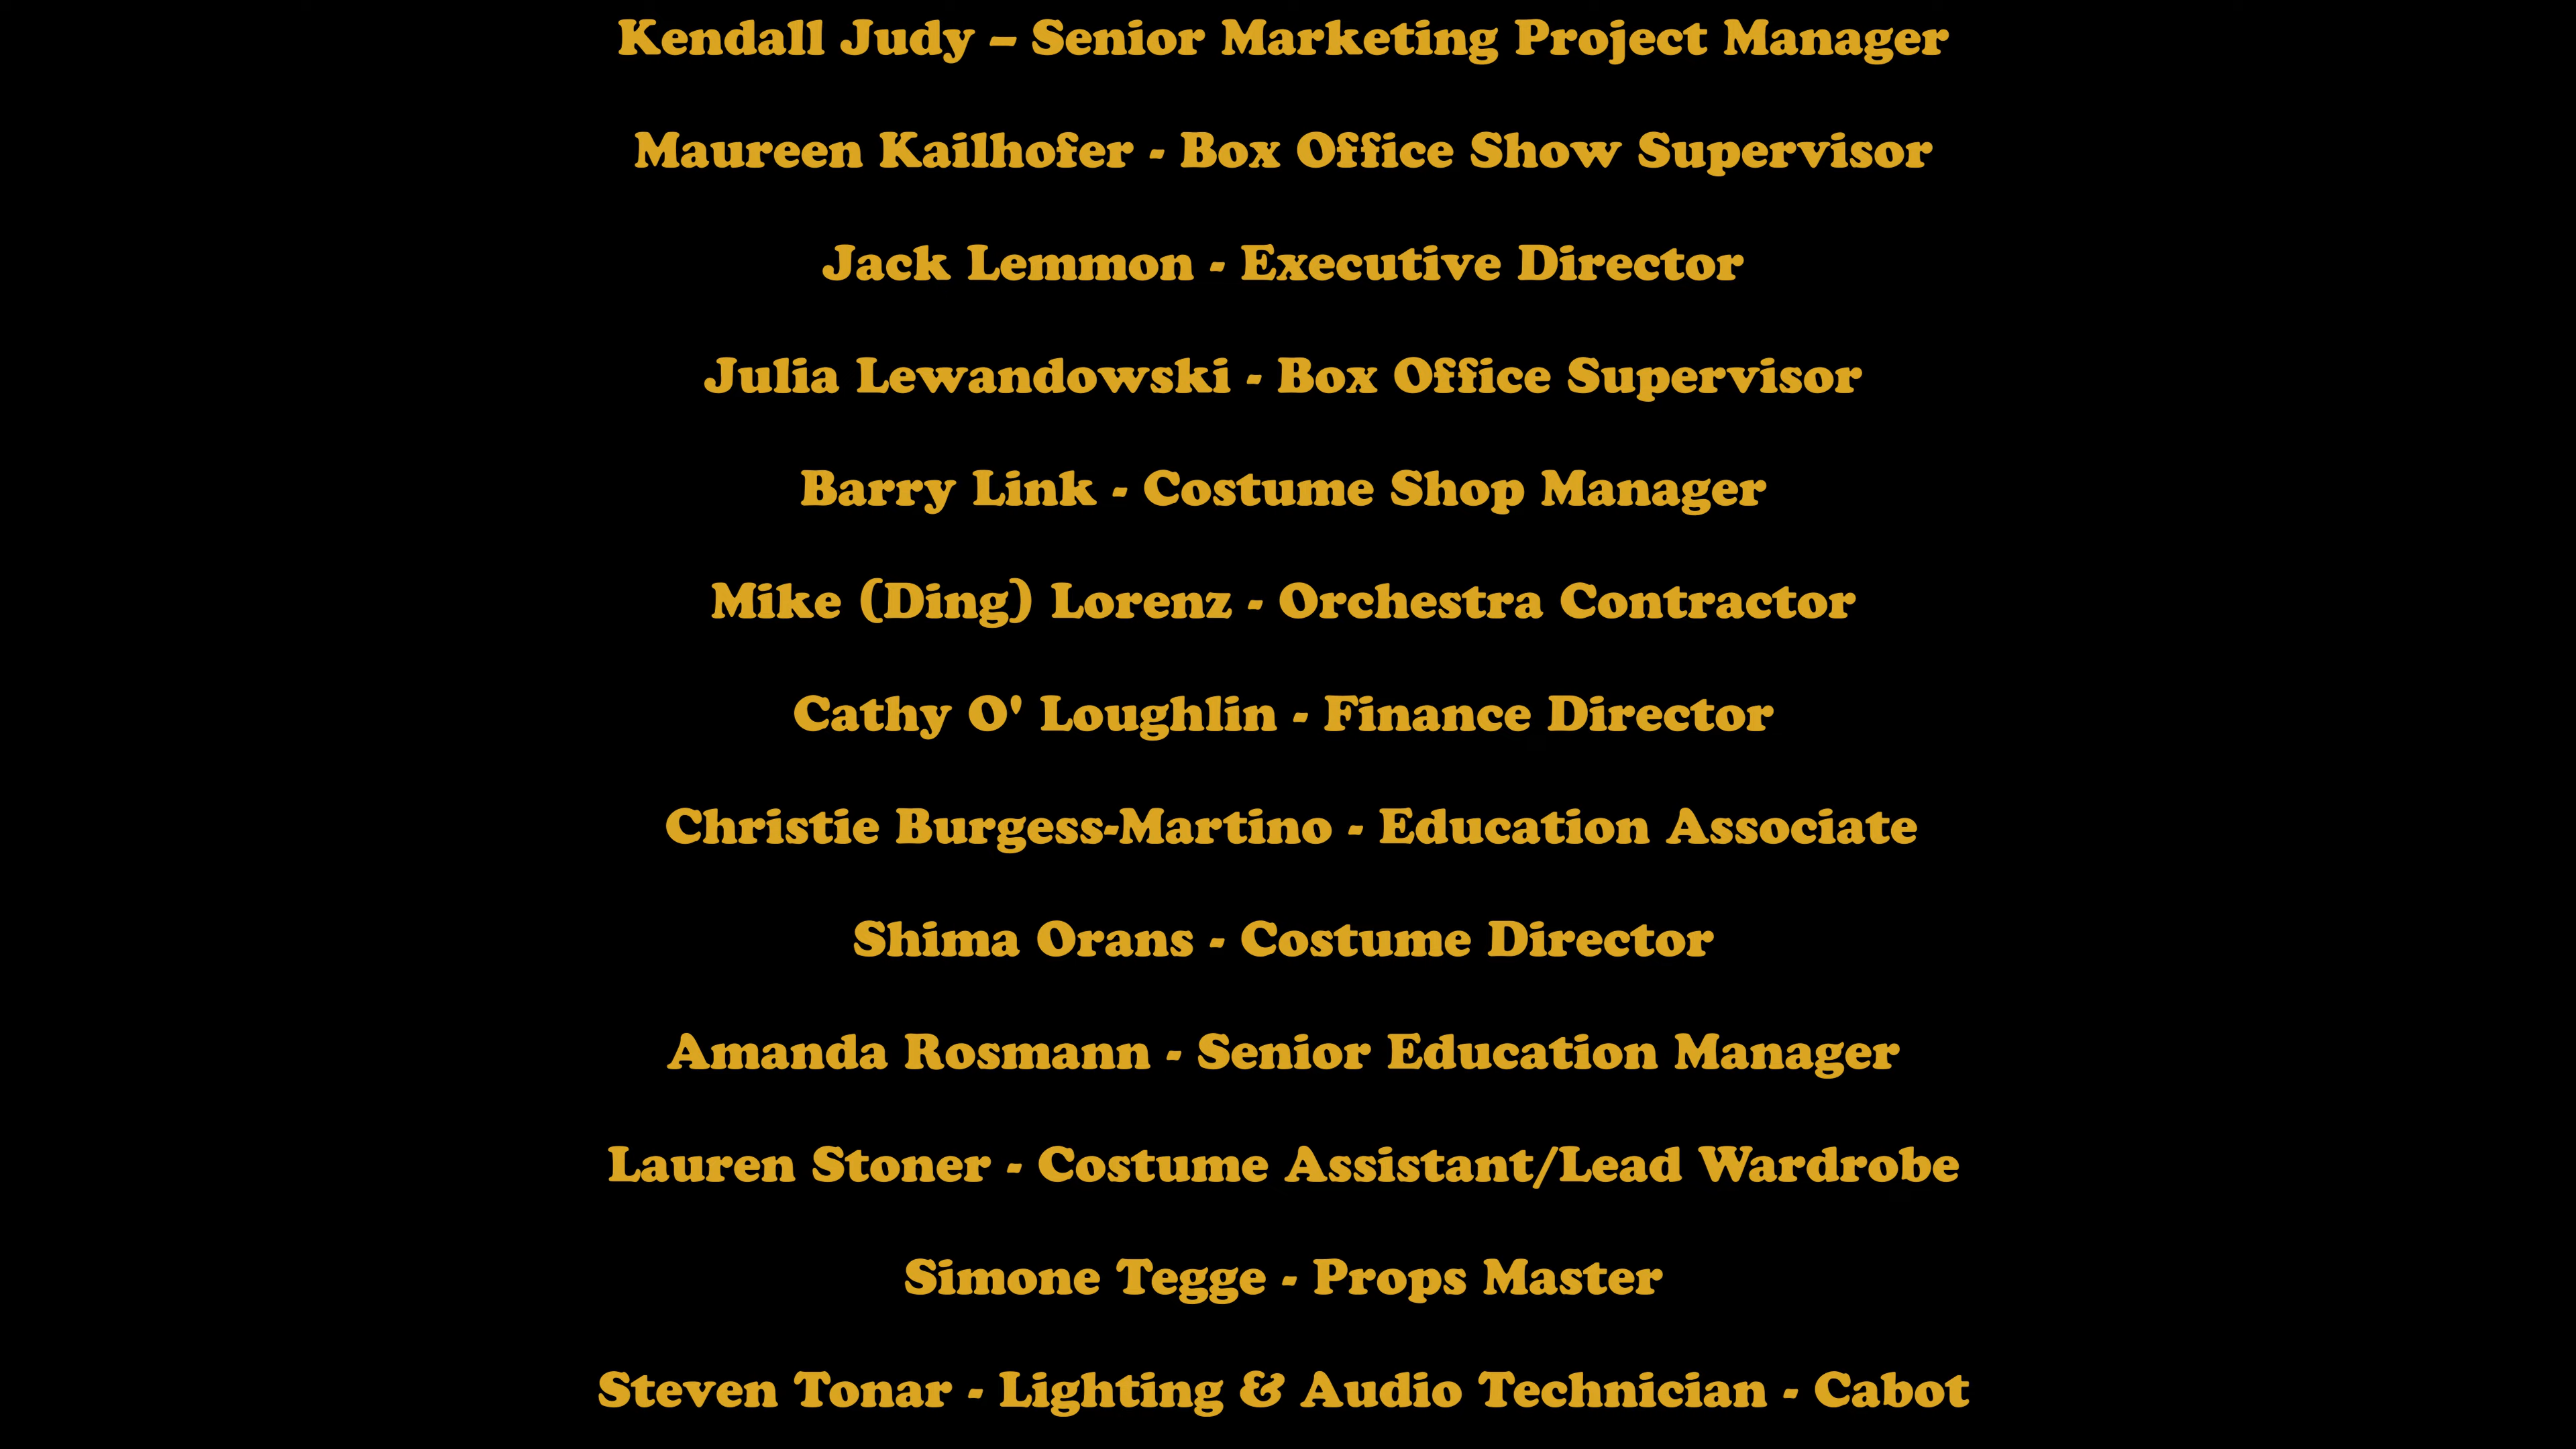 Kendall Judy – Senior Marketing Project Manager
Maureen Kailhofer - Box Office Show Supervisor
Jack Lemmon - Executive Director
Julia Lewandowski - Box Office Supervisor
Barry Link - Costume Shop Manager
Mike (Ding) Lorenz - Orchestra Contractor
Cathy O' Loughlin - Finance Director
Christie Burgess-Martino - Education Associate
Shima Orans - Costume Director
Amanda Rosmann - Senior Education Manager
Lauren Stoner - Costume Assistant/Lead Wardrobe
Simone Tegge - Props Master
Steven Tonar - Lighting & Audio Technician - Cabot